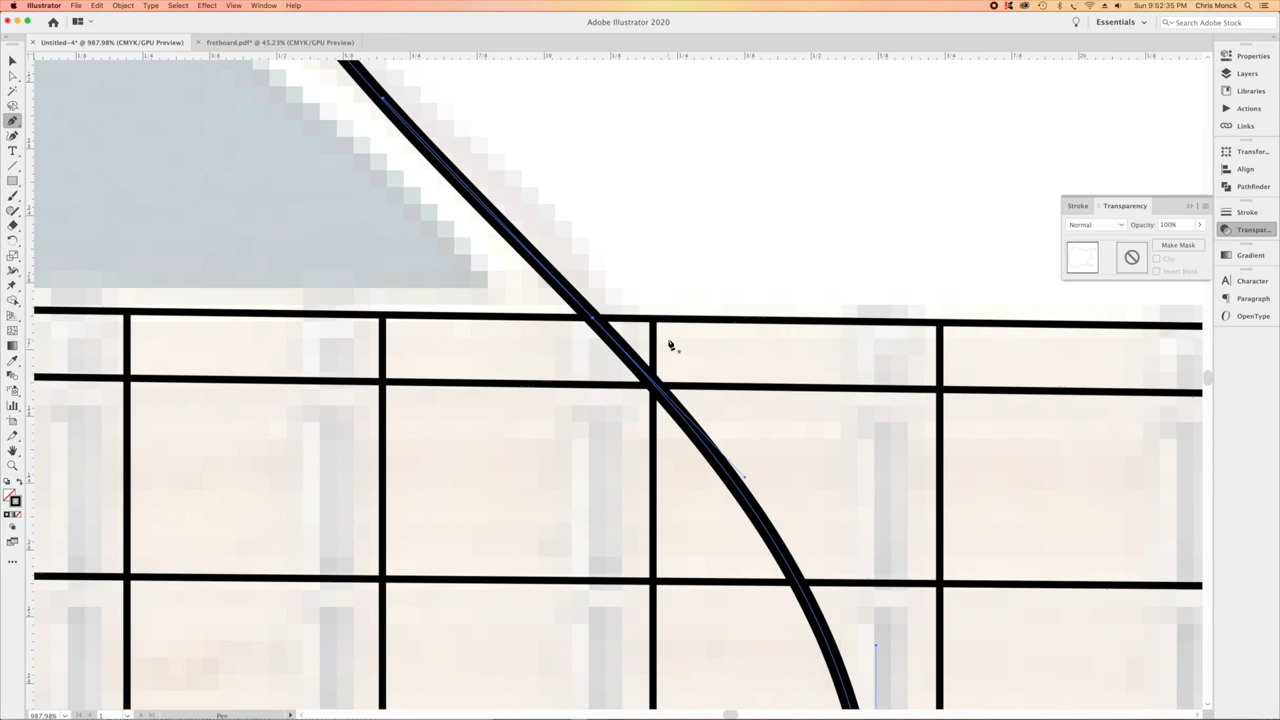 Illustrator File Edit Object Type Select Effect View Window Help
Sun 9:52:35 PM Chris Monck
Adobe Illustrator 2020
Essentials
Search Adobe Stock
Untitled-4* @ 987.98% (CMYK/GPU Preview)
fretboard.pdf* @ 45.23% (CMYK/GPU Preview)
Properties
Layers
Libraries
Actions
Links
Transfor...
Align
Pathfinder
Stroke
Transpar...
Gradient
Character
Paragraph
OpenType
Stroke Transparency
Normal Opacity: 100%
Make Mask
Clip
Invert Mask
987.98% 1 Pen